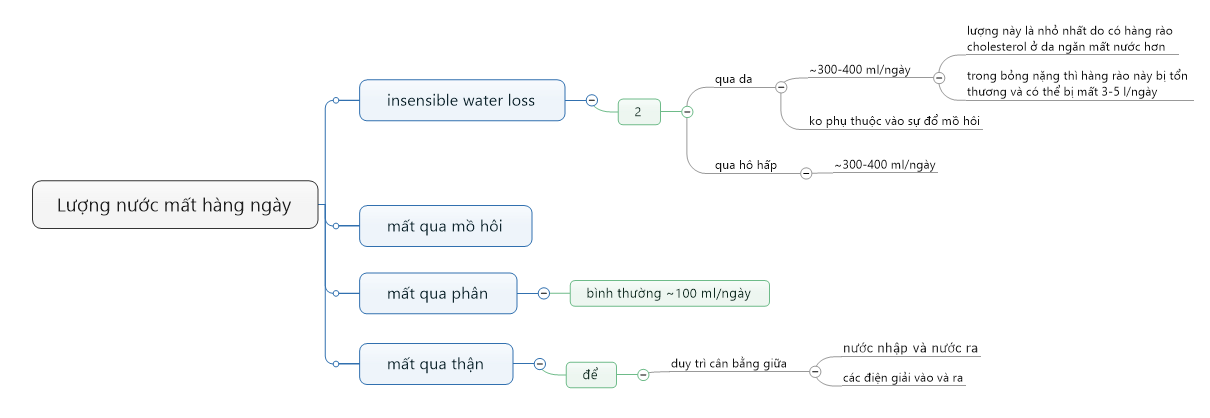 Lượng nước mất hàng ngày
insensible water loss
2
qua da
~300-400 ml/ngày
lượng này là nhỏ nhất do có hàng rào
cholesterol ở da ngăn mất nước hơn
trong bỏng nặng thì hàng rào này bị tổn
thương và có thể bị mất 3-5 l/ngày
ko phụ thuộc vào sự đổ mồ hôi
qua hô hấp
~300-400 ml/ngày
mất qua mồ hôi
mất qua phân
bình thường ~100 ml/ngày
mất qua thận
để
duy trì cân bằng giữa
nước nhập và nước ra
các điện giải vào và ra